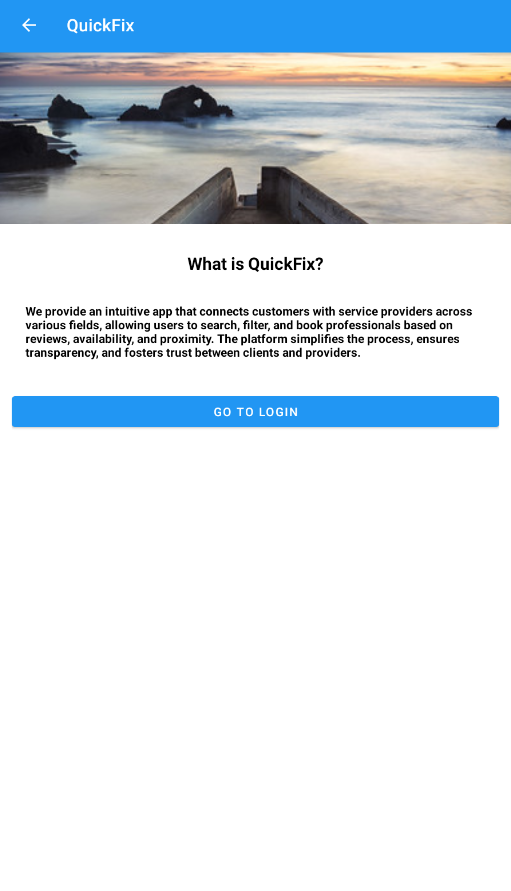 QuickFix
What is QuickFix?
We provide an intuitive app that connects customers with service providers across
various fields, allowing users to search, filter, and book professionals based on
reviews, availability, and proximity. The platform simplifies the process, ensures
transparency, and fosters trust between clients and providers.
GO TO LOGIN